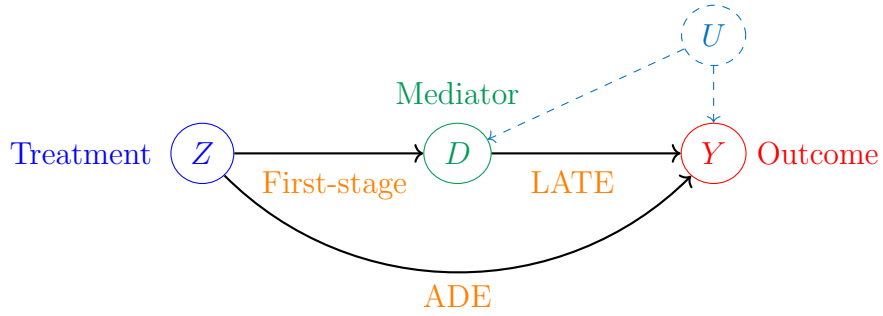 U
Mediator
Treatment
Z
D
Y
Outcome
First-stage
LATE
ADE